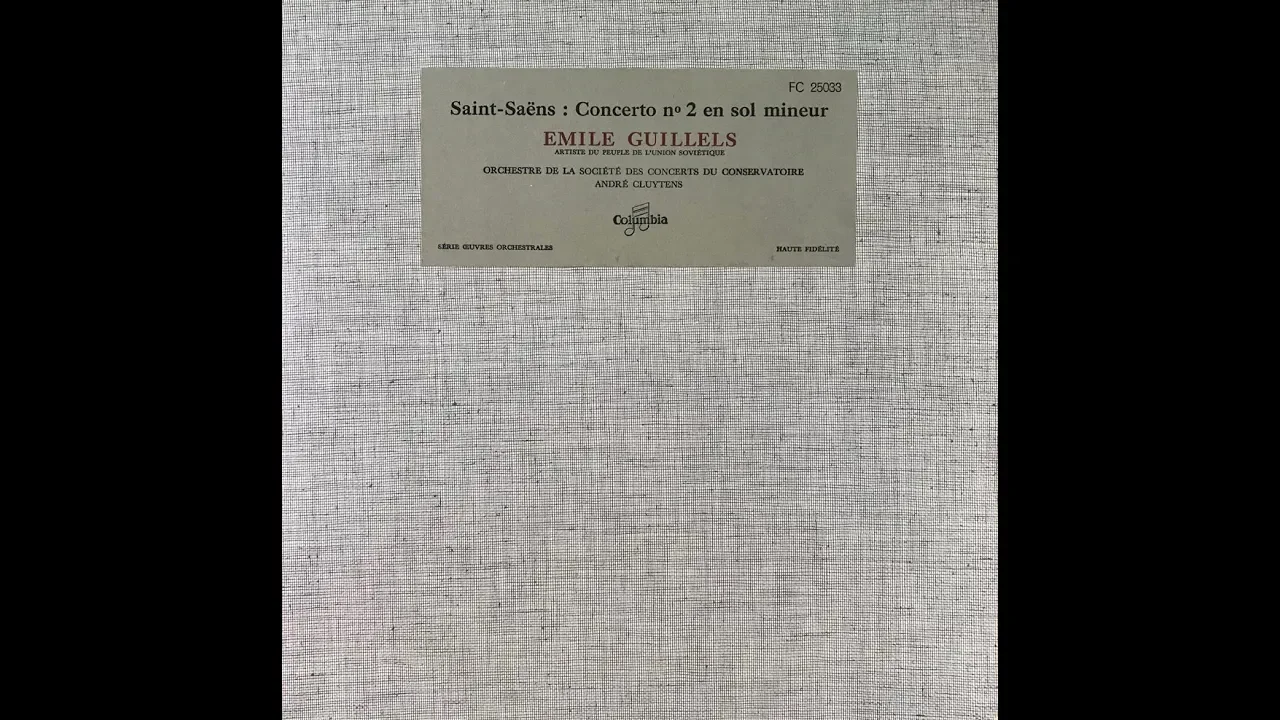 FC 25033
Saint-Saëns : Concerto nº 2 en sol mineur
EMILE GUILLELS
ARTISTE DU PEUPLE DE L'UNION SOVIÉTIQUE
ORCHESTRE DE LA SOCIÉTÉ DES CONCERTS DU CONSERVATOIRE
ANDRÉ CLUYTENS
Columbia
SÉRIE ŒUVRES ORCHESTRALES
HAUTE FIDÉLITÉ